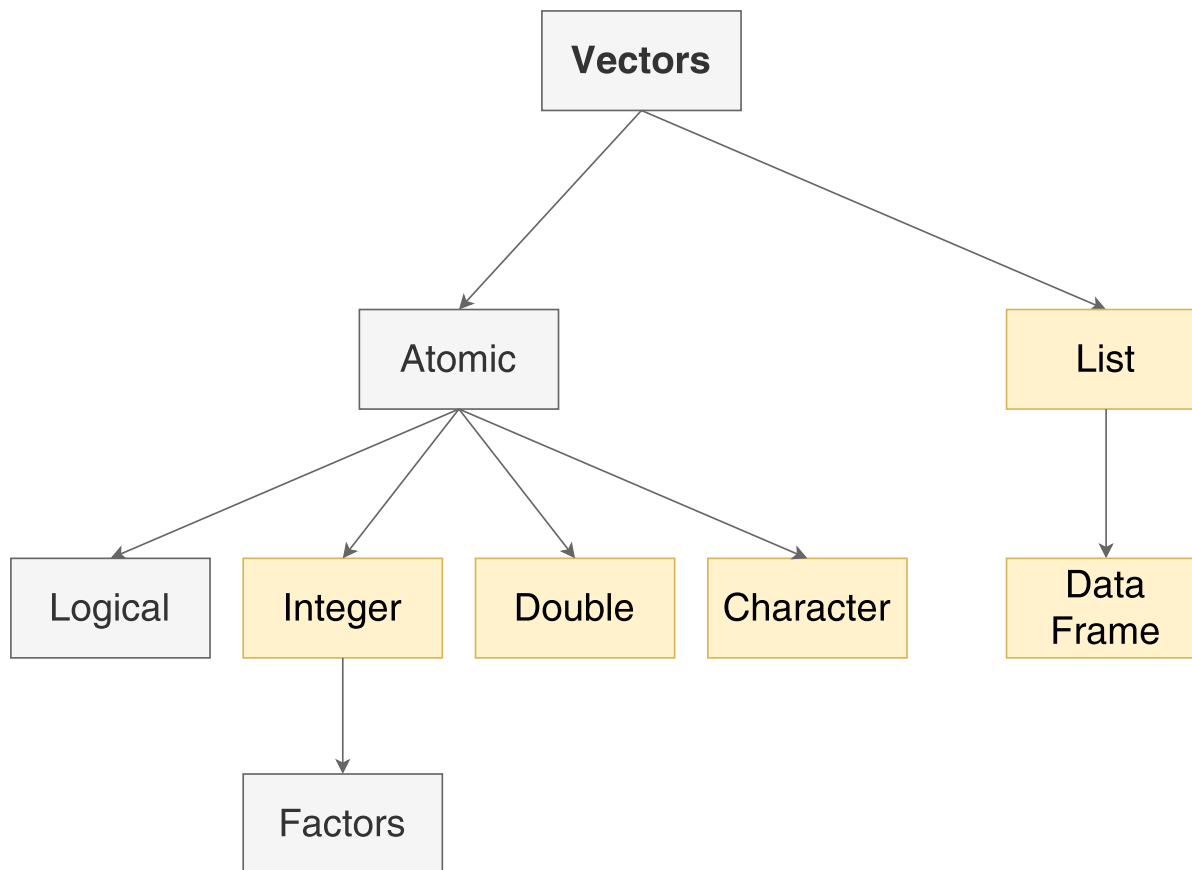 Vectors
Atomic
List
Logical
Integer
Double
Character
Data
Frame
Factors